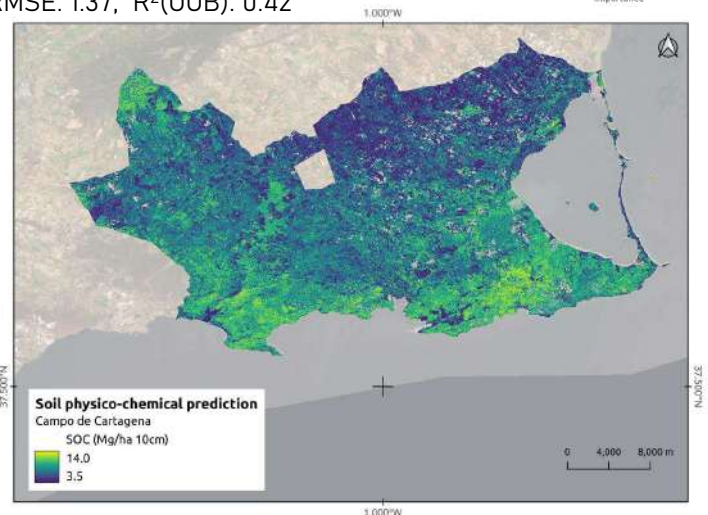 RMSE: 1.37, R²(OOB): 0.42
Importance
1.000°W
37.500°N
37.500°N
Soil physico-chemical prediction
Campo de Cartagena
SOC (Mg/ha 10cm)
14.0
3.5
0 4,000 8,000 m
1.000°W